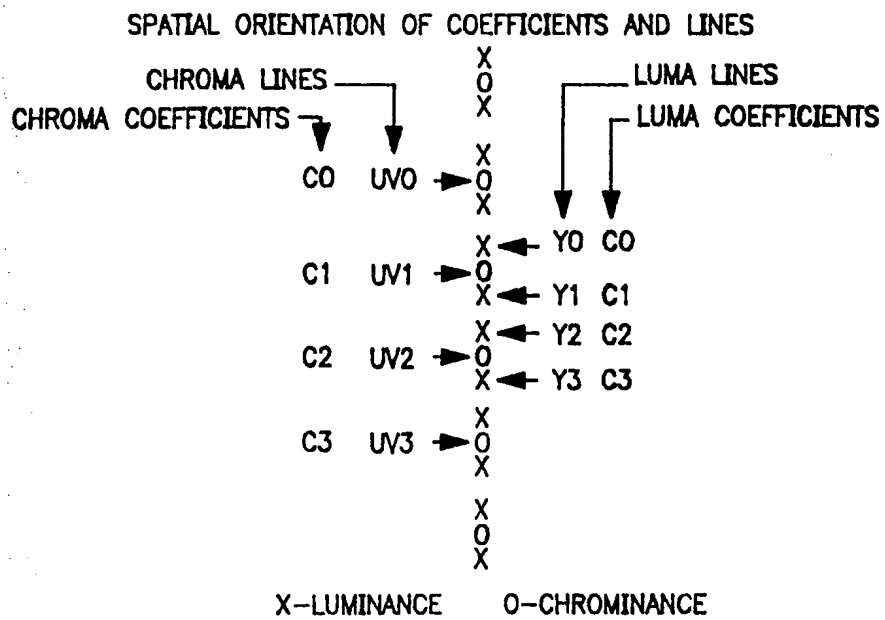 SPATIAL ORIENTATION OF COEFFICIENTS AND LINES
X
O
X
CHROMA LINES
LUMA LINES
CHROMA COEFFICIENTS
LUMA COEFFICIENTS
X
C0 UV0 O
X
X Y0 C0
C1 UV1 O
X Y1 C1
X Y2 C2
C2 UV2 O
X Y3 C3
X
C3 UV3 O
X
X
O
X
X-LUMINANCE O-CHROMINANCE